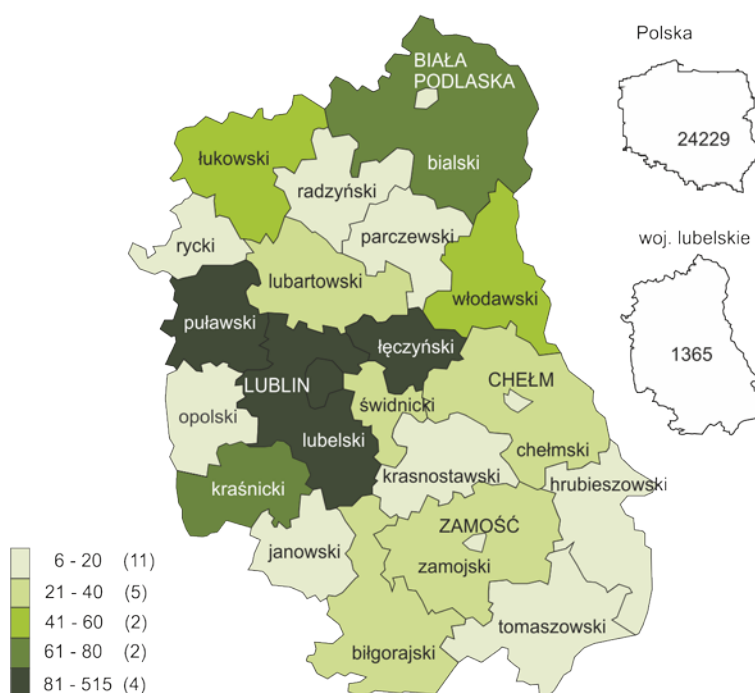 Polska
24229
woj. lubelskie
1365
BIAŁA
PODLASKA
bialski
łukowski
radzyński
rycki
parczewski
lubartowski
włodawski
puławski
łęczyński
LUBLIN
CHEŁM
świdnicki
opolski
lubelski
chełmski
krasnostawski
hrubieszowski
kraśnicki
ZAMOŚĆ
janowski
zamojski
tomaszowski
biłgorajski
6 - 20 (11)
21 - 40 (5)
41 - 60 (2)
61 - 80 (2)
81 - 515 (4)